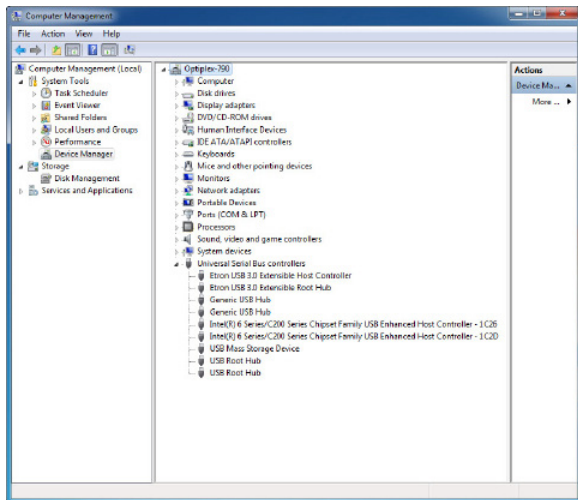 Computer Management
File Action View Help
Computer Management (Local)
System Tools
Task Scheduler
Event Viewer
Shared Folders
Local Users and Groups
Performance
Device Manager
Storage
Disk Management
Services and Applications
Optiplex-790
Computer
Disk drives
Display adapters
DVD/CD-ROM drives
Human Interface Devices
IDE ATA/ATAPI controllers
Keyboards
Mice and other pointing devices
Monitors
Network adapters
Portable Devices
Ports (COM & LPT)
Processors
Sound, video and game controllers
System devices
Universal Serial Bus controllers
Etron USB 3.0 Extensible Host Controller
Etron USB 3.0 Extensible Root Hub
Generic USB Hub
Generic USB Hub
Intel(R) 6 Series/C200 Series Chipset Family USB Enhanced Host Controller - 1C26
Intel(R) 6 Series/C200 Series Chipset Family USB Enhanced Host Controller - 1C2D
USB Mass Storage Device
USB Root Hub
USB Root Hub
Actions
Device Ma...
More ...